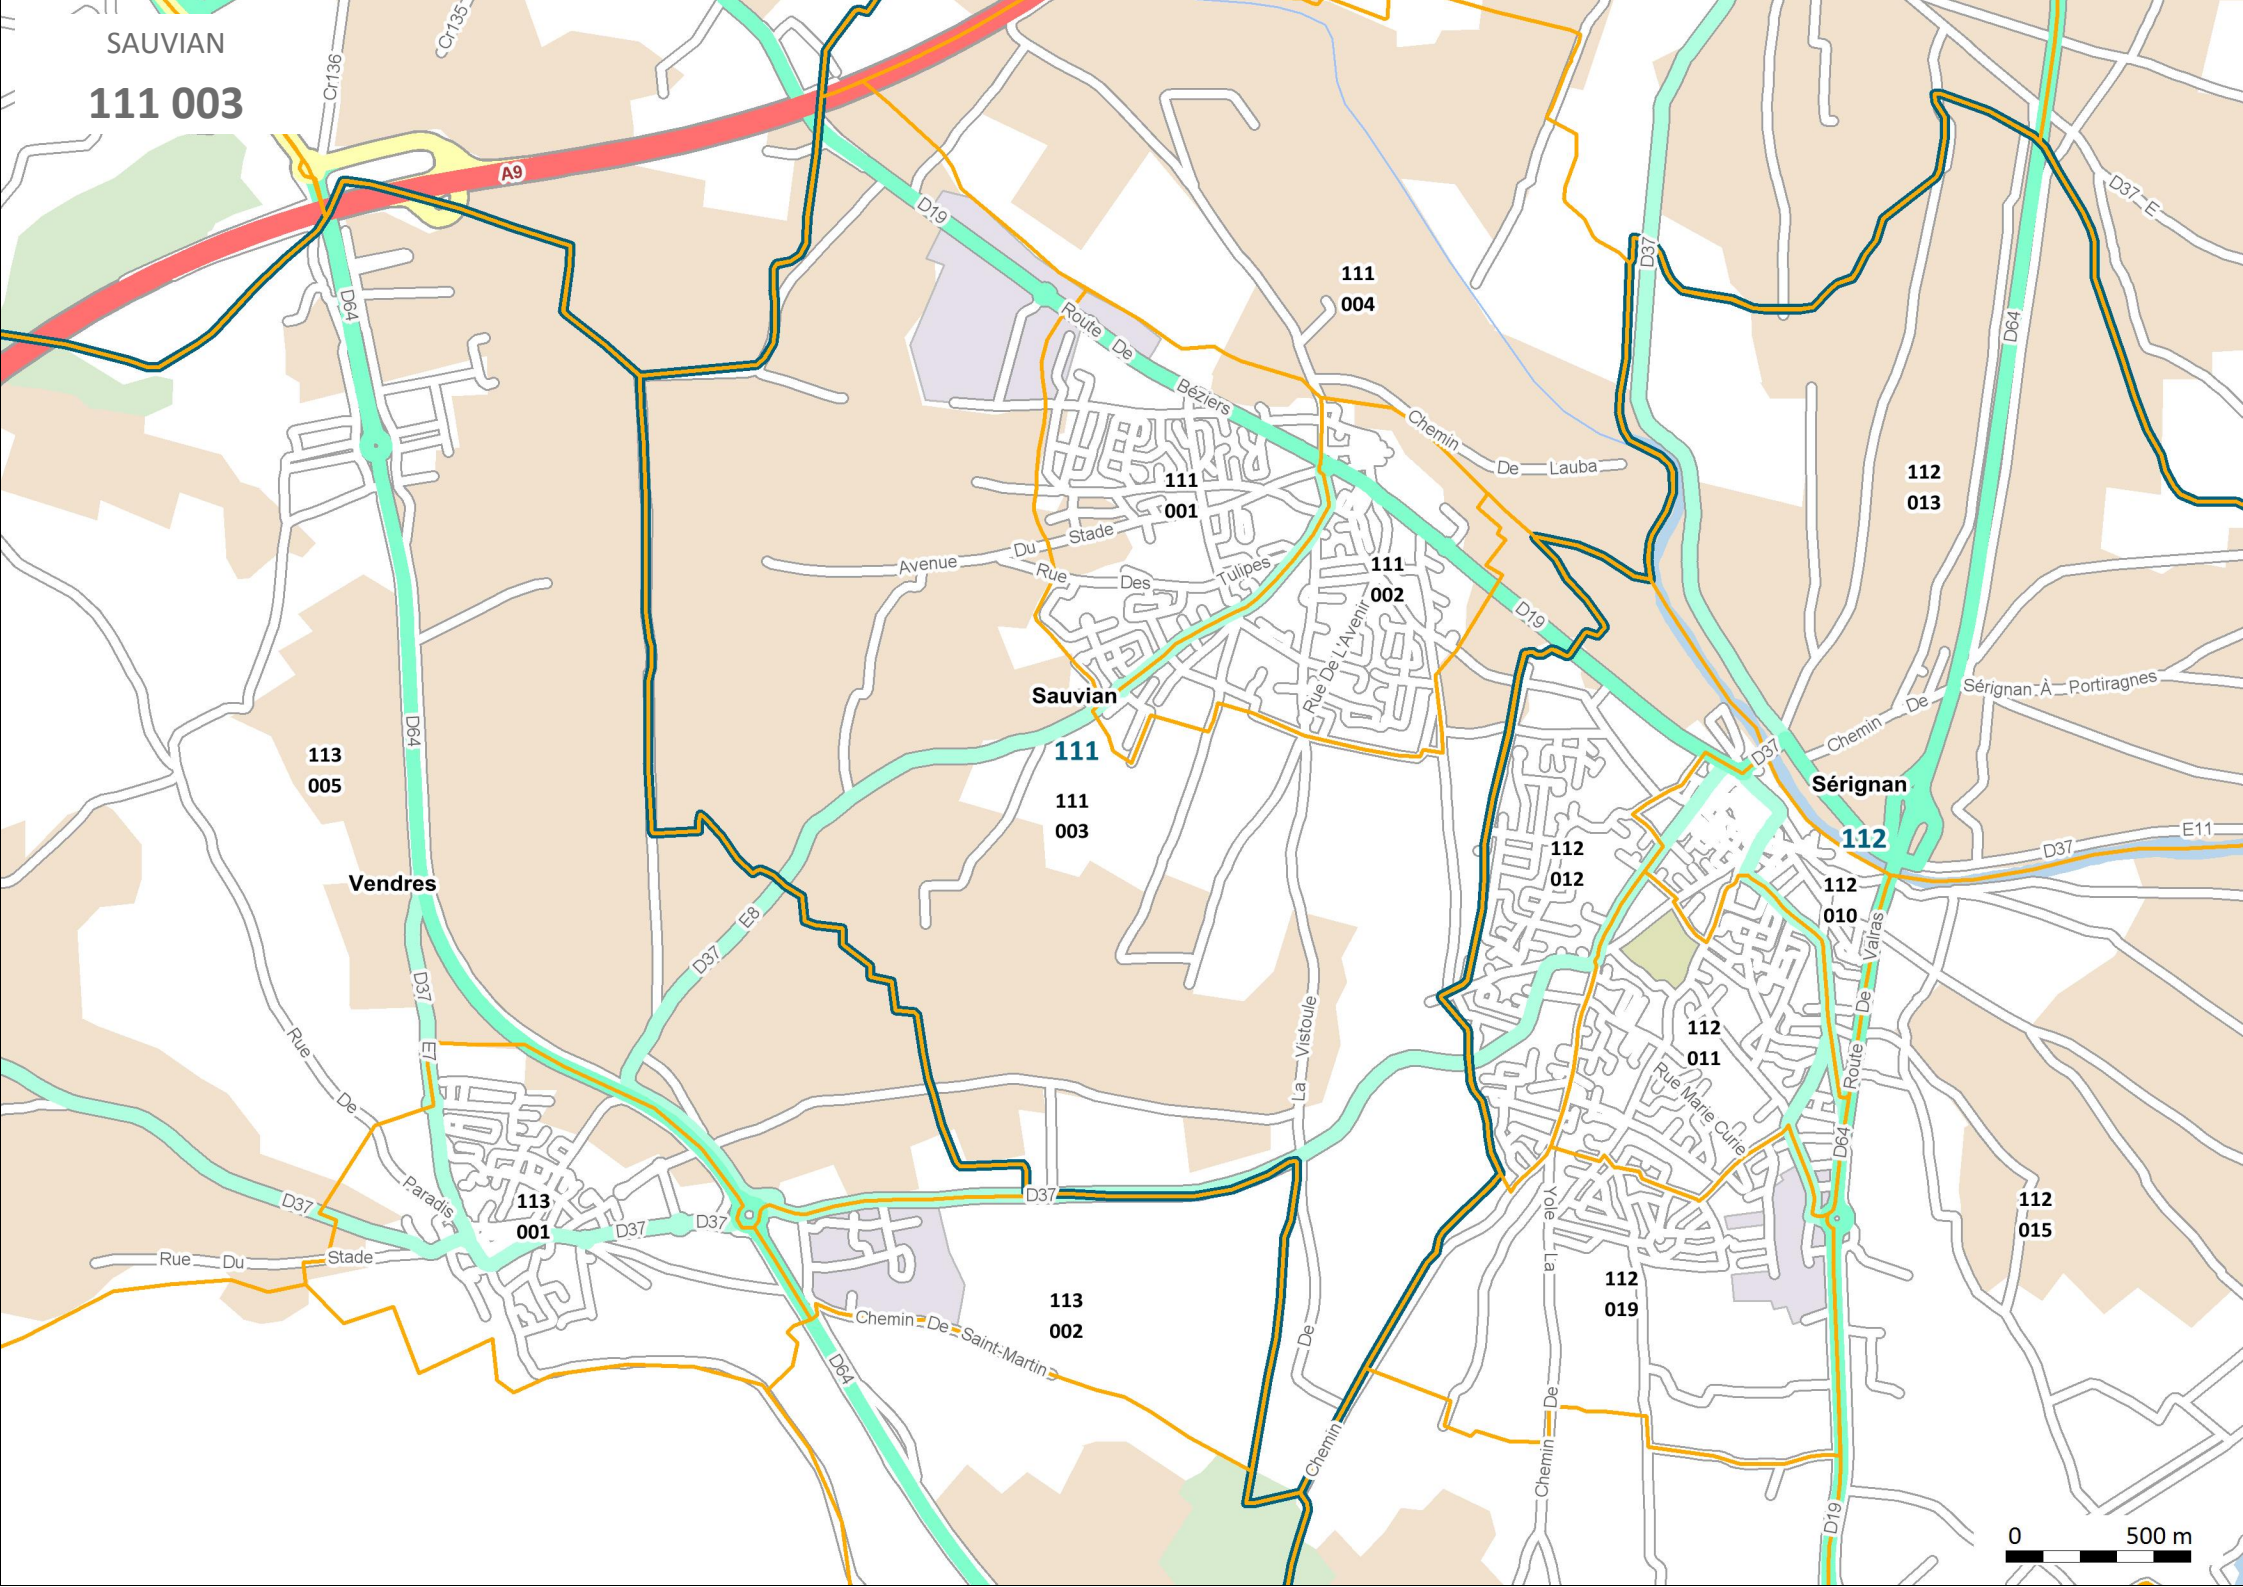 SAUVIAN
111 003
Cr135
Cr136
A9
D19
D37 E
D37
D64
D64
111
004
Route De
Béziers
Chemin
De Lauba
111
001
112
013
Avenue
Du Stade
Rue Des Tulipes
111
002
Rue De L'Avenir
D19
Sauvian
111
Sérignan À Portiragnes
Chemin De
D64
113
005
D37
Sérignan
111
003
112
E11
D37
112
012
Vendres
112
010
D37 E8
Route De Valras
D37
E7
Rue De
Paradis
La Vistoule
De
Chemin
112
011
Rue Marie Curie
D64
D37
113
001
D37
D37
D37
Rue Du Stade
Yole
La
De
Chemin
112
015
112
019
113
002
Chemin De Saint-Martin
D64
D19
0 500 m